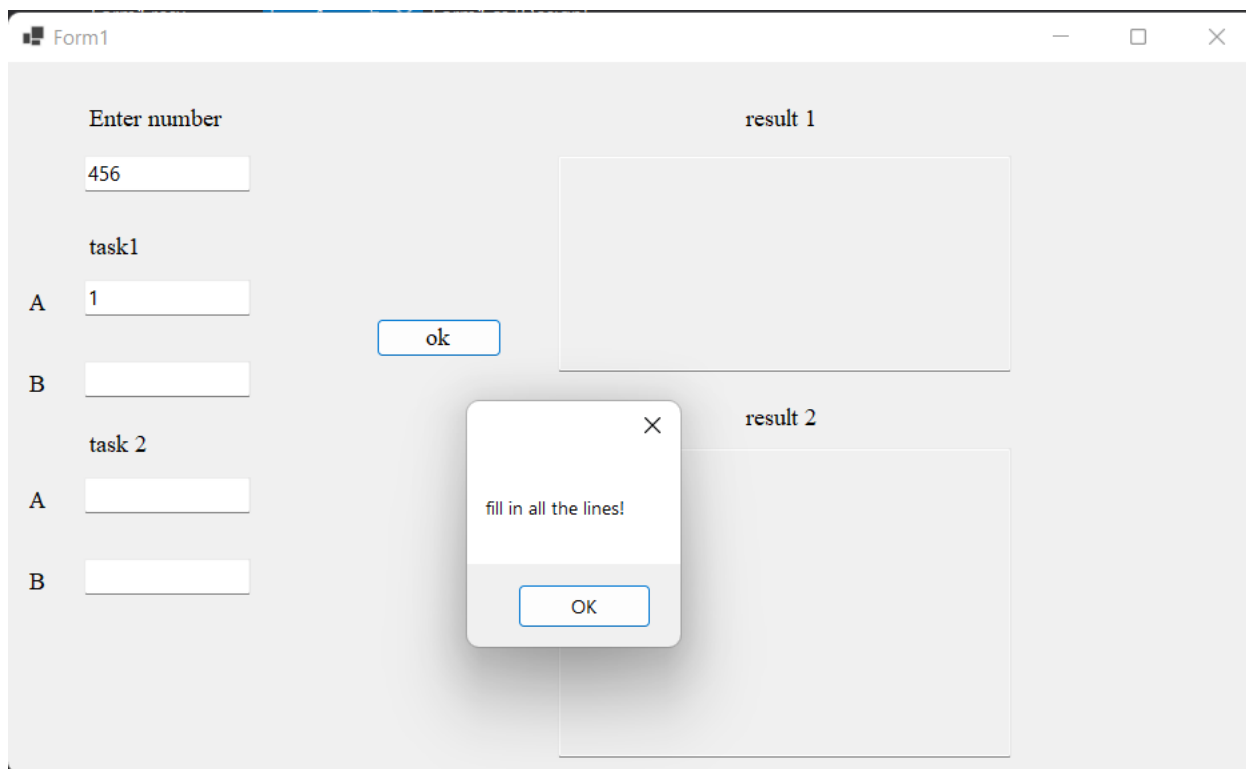 Form1
Enter number
456
task1
A
1
B
task 2
A
B
ok
result 1
result 2
fill in all the lines!
OK